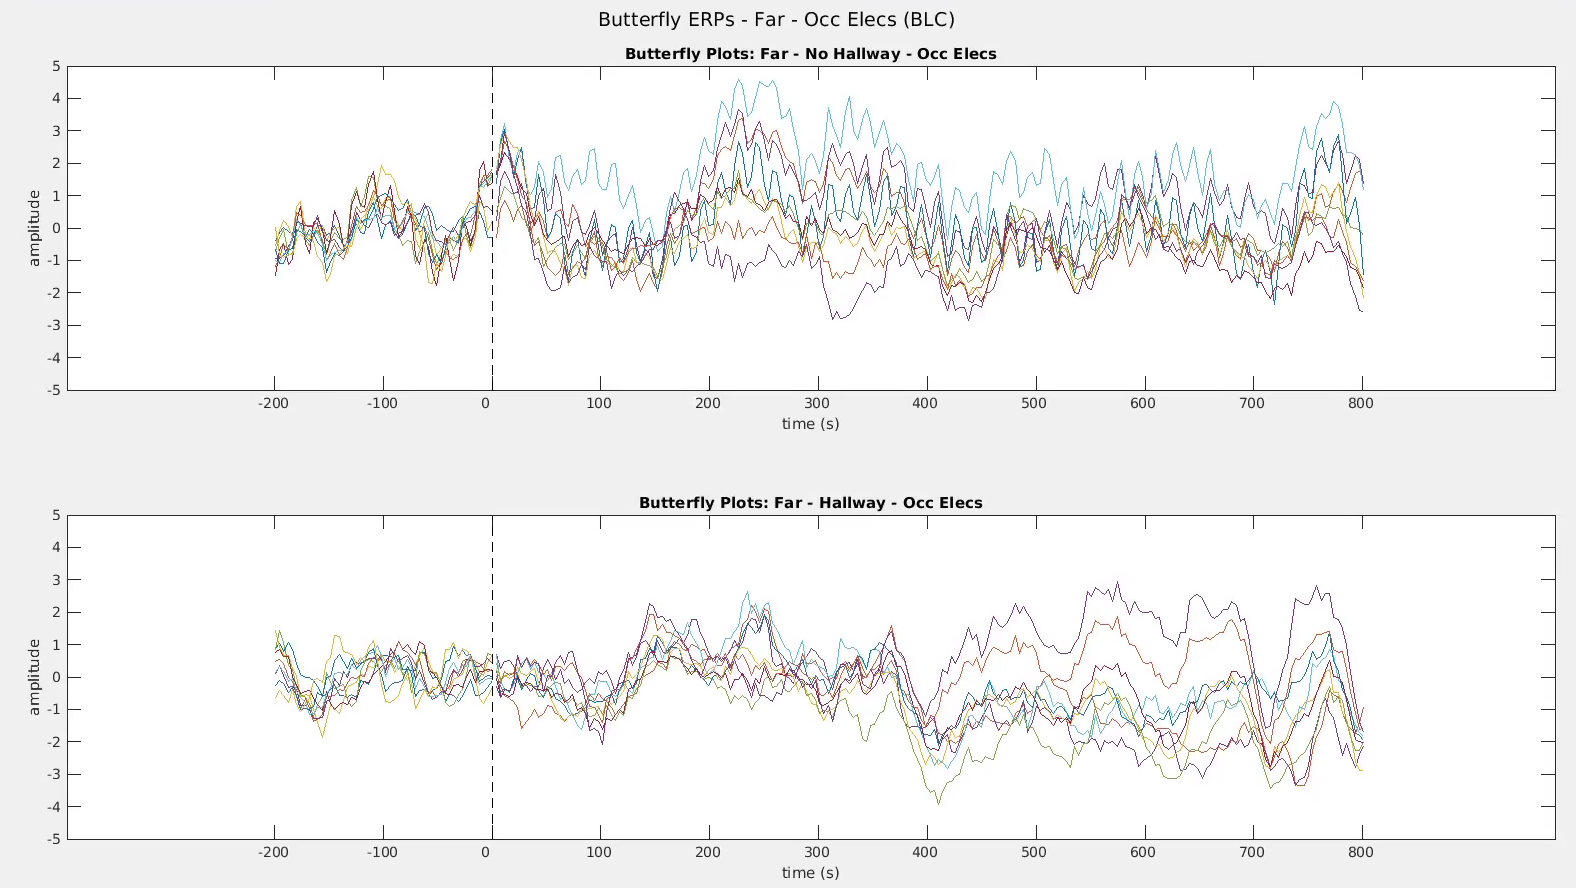 Butterfly ERPs - Far - Occ Elecs (BLC)
Butterfly Plots: Far - No Hallway - Occ Elecs
5
4
3
2
1
0
-1
-2
-3
-4
-5
amplitude
-200 -100 0 100 200 300 400 500 600 700 800
time (s)
Butterfly Plots: Far - Hallway - Occ Elecs
5
4
3
2
1
0
-1
-2
-3
-4
-5
amplitude
-200 -100 0 100 200 300 400 500 600 700 800
time (s)